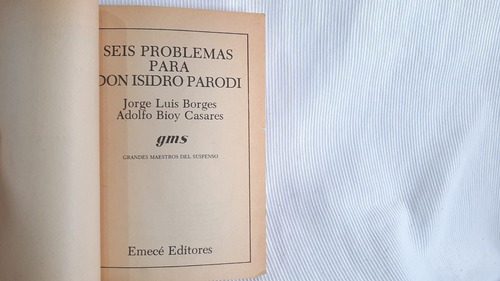 SEIS PROBLEMAS
PARA
DON ISIDRO PARODI
Jorge Luis Borges
Adolfo Bioy Casares
gms
GRANDES MAESTROS DEL SUSPENSO
Emecé Editores